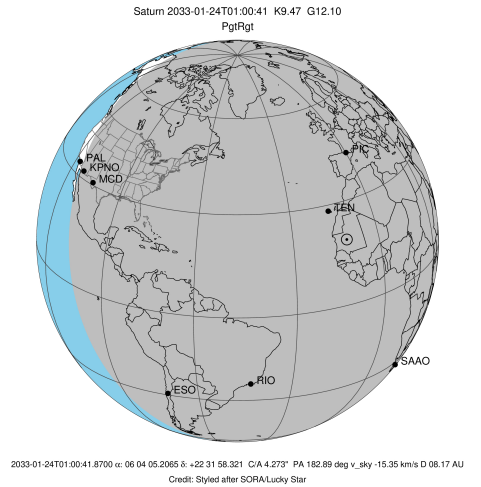 Saturn 2033-01-24T01:00:41 K9.47 G12.10
PgtRgt
PIC
PAL
KPNO
MCD
TEN
SAAO
RIO
ESO
2033-01-24T01:00:41.8700 α: 06 04 05.2065 δ: +22 31 58.321 C/A 4.273" PA 182.89 deg v_sky -15.35 km/s D 08.17 AU
Credit: Styled after SORA/Lucky Star